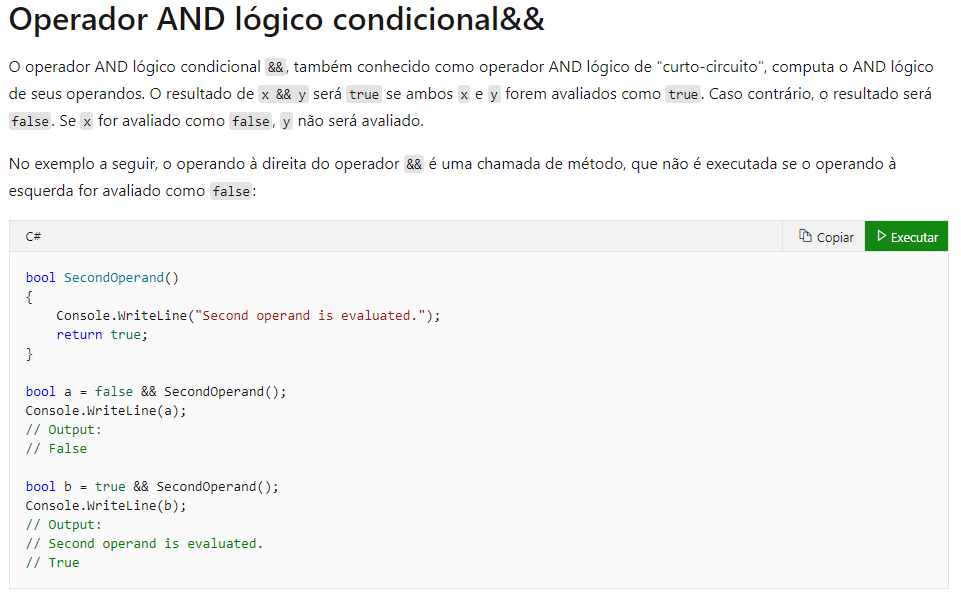 Operador AND lógico condicional&&
O operador AND lógico condicional &&, também conhecido como operador AND lógico de "curto-circuito", computa o AND lógico
de seus operandos. O resultado de x && y será true se ambos x e y forem avaliados como true. Caso contrário, o resultado será
false. Se x for avaliado como false, y não será avaliado.
No exemplo a seguir, o operando à direita do operador && é uma chamada de método, que não é executada se o operando à
esquerda for avaliado como false:
C# Copiar Executar
bool SecondOperand()
{
    Console.WriteLine("Second operand is evaluated.");
    return true;
}
bool a = false && SecondOperand();
Console.WriteLine(a);
// Output:
// False
bool b = true && SecondOperand();
Console.WriteLine(b);
// Output:
// Second operand is evaluated.
// True